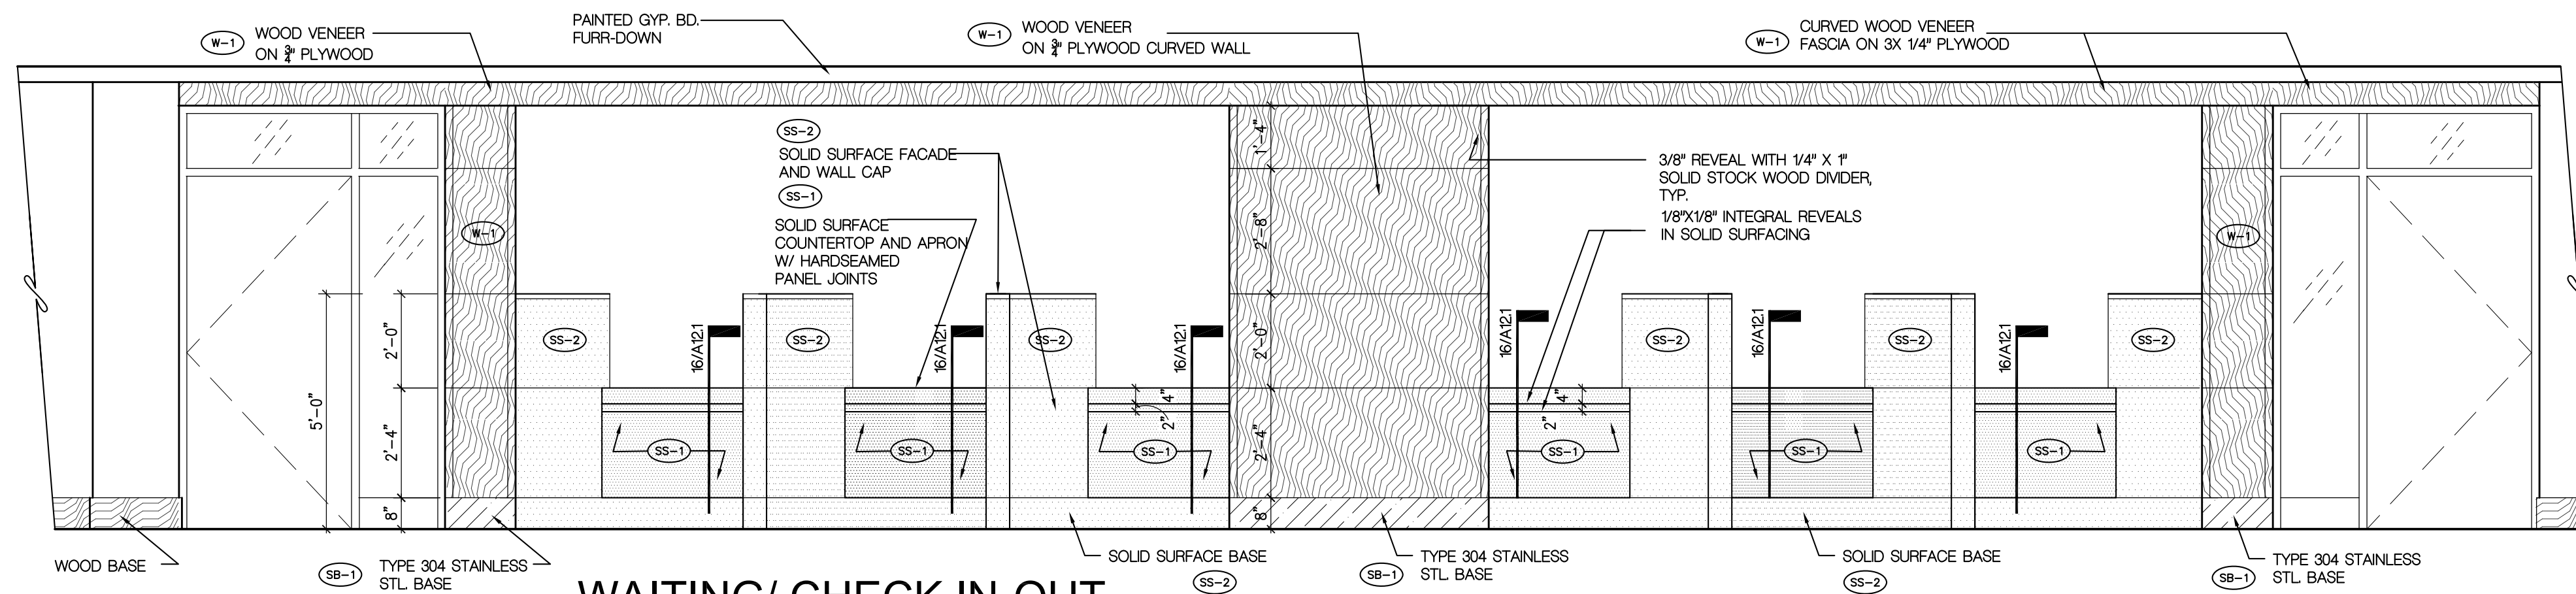 W-1
WOOD VENEER
ON 3/4" PLYWOOD
PAINTED GYP. BD.
FURR-DOWN
W-1
WOOD VENEER
ON 3/4" PLYWOOD CURVED WALL
W-1
CURVED WOOD VENEER
FASCIA ON 3X 1/4" PLYWOOD
SS-2
SOLID SURFACE FACADE
AND WALL CAP
SS-1
SOLID SURFACE
COUNTERTOP AND APRON
W/ HARDSEAMED
PANEL JOINTS
3/8" REVEAL WITH 1/4" X 1"
SOLID STOCK WOOD DIVIDER,
TYP.
1/8"X1/8" INTEGRAL REVEALS
IN SOLID SURFACING
W-1
W-1
1'-4"
2'-8"
2'-0"
2'-4"
8"
5'-0"
2'-0"
2'-4"
8"
SS-2
16/A12.1
SS-2
16/A12.1
SS-2
16/A12.1
16/A12.1
SS-2
16/A12.1
SS-2
16/A12.1
SS-2
4"
2"
4"
2"
SS-1
SS-1
SS-1
SS-1
SS-1
SS-1
WOOD BASE
SB-1
TYPE 304 STAINLESS
STL. BASE
SOLID SURFACE BASE
SS-2
SB-1
TYPE 304 STAINLESS
STL. BASE
SOLID SURFACE BASE
SS-2
SB-1
TYPE 304 STAINLESS
STL. BASE
WAITING/ CHECK IN-OUT